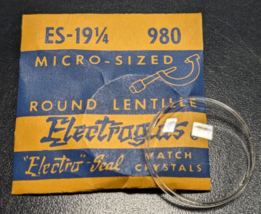 ES-19¼ 980
MICRO-SIZED
ROUND LENTILLE
Electroglas
"Electro" Seal WATCH
CRYSTALS